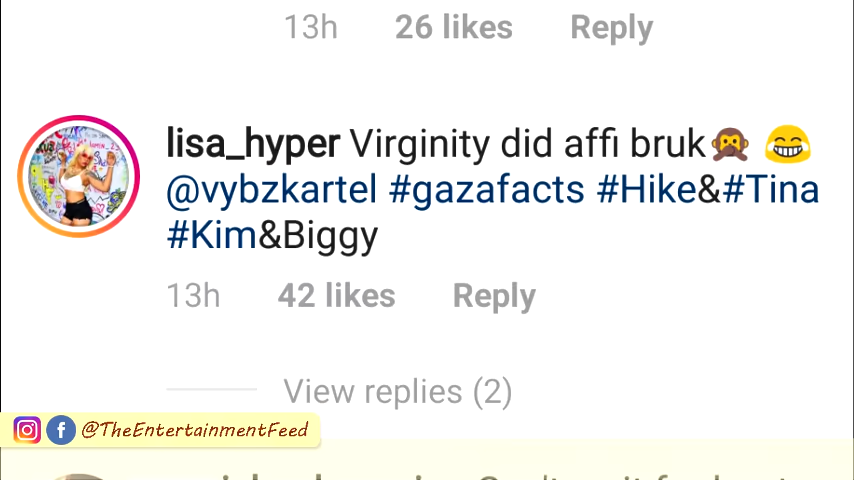 13h 26 likes Reply
lisa_hyper Virginity did affi bruk🙊 😂
@vybzkartel #gazafacts #Hike&#Tina
#Kim&Biggy
13h 42 likes Reply
View replies (2)
@TheEntertainmentFeed